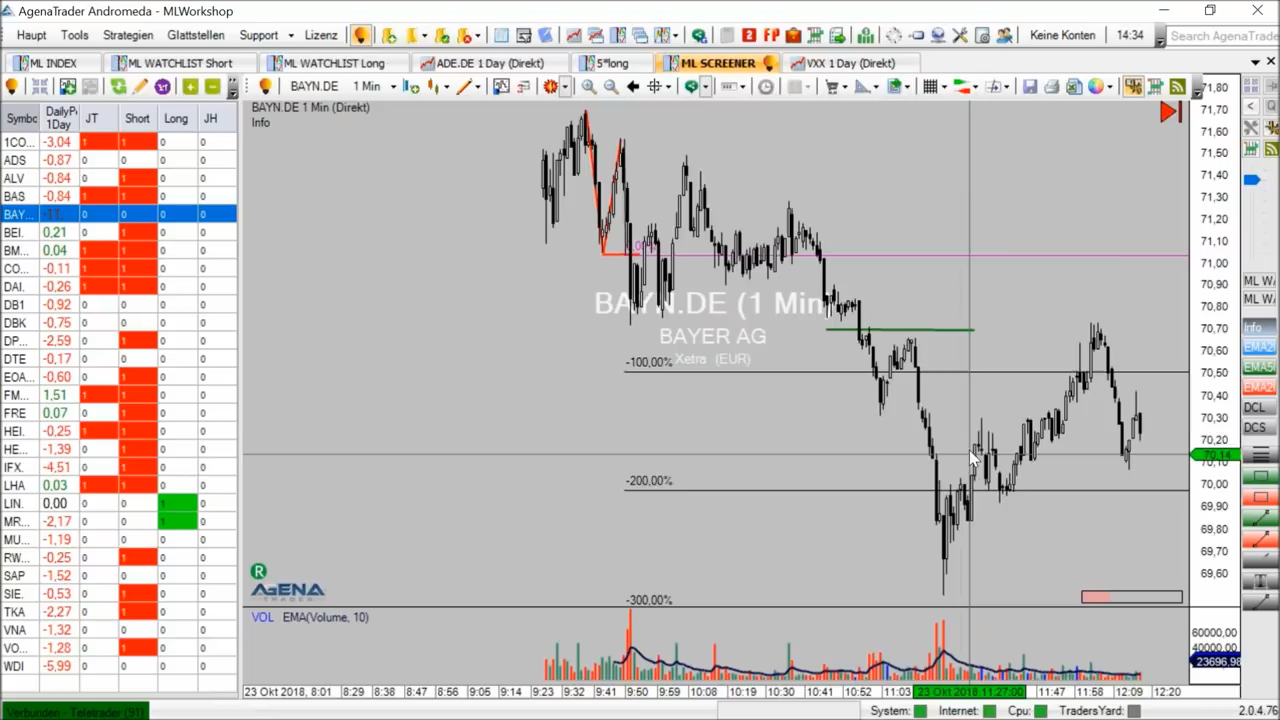 AgenaTrader Andromeda - MLWorkshop
Haupt Tools Strategien Glattstellen Support Lizenz Keine Konten 14:34 Search AgenaTrade
ML INDEX ML WATCHLIST Short ML WATCHLIST Long ADE.DE 1 Day (Direkt) 5*long ML SCREENER VXX 1 Day (Direkt)
BAYN.DE 1 Min
Symbc DailyP 1Day JT Short Long JH
1CO... -3,04 1 1 0 0
ADS -0,87 0 0 0 0
ALV -0,84 0 1 0 0
BAS -0,84 1 1 0 0
BAY... -11. 0 0 0 0
BEI. 0,21 0 1 0 0
BM... 0,04 1 1 0 0
CO... -0,11 1 1 0 0
DAI. -0,26 1 1 0 0
DB1 -0,92 0 0 0 0
DBK -0,75 0 0 0 0
DP... -2,59 0 1 0 0
DTE -0,17 0 0 0 0
EOA... -0,60 0 1 0 0
FM... 1,51 1 1 0 0
FRE 0,07 0 1 0 0
HEI. -0,25 1 1 0 0
HE... -1,39 0 1 0 0
IFX. -4,51 0 1 0 0
LHA 0,03 1 1 0 0
LIN. 0,00 0 0 1 0
MR... -2,17 0 0 1 0
MU... -1,19 0 0 0 0
RW... -0,25 0 1 0 0
SAP -1,52 0 0 0 0
SIE. -0,53 0 1 0 0
TKA -2,27 0 1 0 0
VNA -1,32 0 0 0 0
VO... -1,28 0 1 0 0
WDI -5,99 0 0 0 0
BAYN.DE 1 Min (Direkt)
Info
BAYN.DE (1 Min)
BAYER AG
Xetra (EUR)
-100,00%
-200,00%
-300,00%
R
AGENA
TRADER
VOL EMA(Volume, 10)
71,80
71,70
71,60
71,50
71,40
71,30
71,20
71,10
71,00
70,90
70,80
70,70
70,60
70,50
70,40
70,30
70,20
70,14
70,10
70,00
69,90
69,80
69,70
69,60
60000,00
40000,00
23696,98
ML WA
ML WA
Info
EMA2
EMA5
EMA2
DCL
DCS
23 Okt 2018, 8:01 8:29 8:38 8:47 8:56 9:05 9:14 9:23 9:32 9:41 9:50 9:59 10:08 10:19 10:30 10:41 10:52 11:03 23 Okt 2018 11:27:00 11:47 11:58 12:09 12:20
Verbunden - Teletrader (91) System: Internet: Cpu: TradersYard: 2.0.4.76